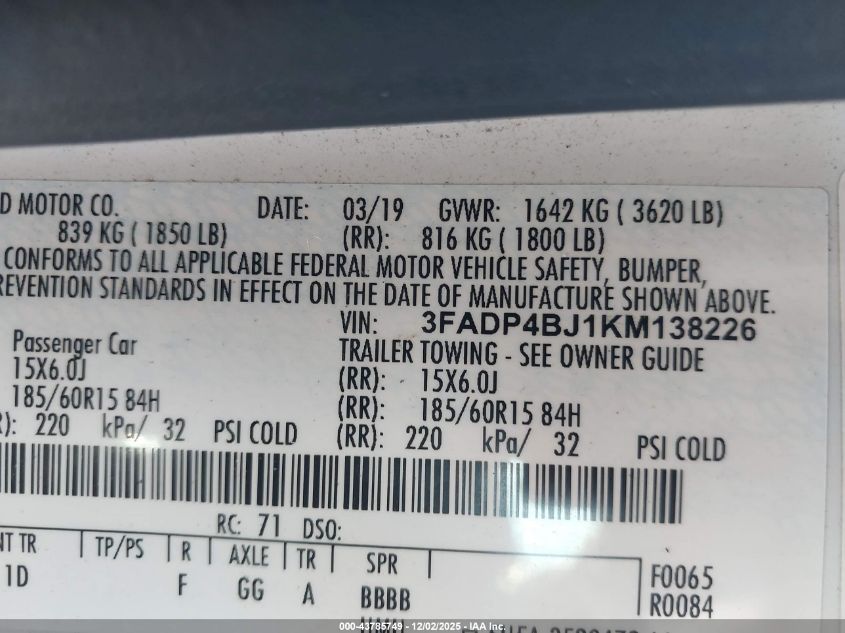 D MOTOR CO. DATE: 03/19 GVWR: 1642 KG ( 3620 LB)
839 KG ( 1850 LB) (RR): 816 KG ( 1800 LB)
CONFORMS TO ALL APPLICABLE FEDERAL MOTOR VEHICLE SAFETY, BUMPER,
REVENTION STANDARDS IN EFFECT ON THE DATE OF MANUFACTURE SHOWN ABOVE.
VIN: 3FADP4BJ1KM138226
Passenger Car TRAILER TOWING - SEE OWNER GUIDE
15X6.0J (RR): 15X6.0J
185/60R15 84H (RR): 185/60R15 84H
): 220 kPa/ 32 PSI COLD (RR): 220 kPa/ 32 PSI COLD
RC: 71 DSO:
NT TR TP/PS R AXLE TR SPR F0065
1D F GG A BBBB R0084
000-43785749 - 12/02/2025 - IAA Inc.